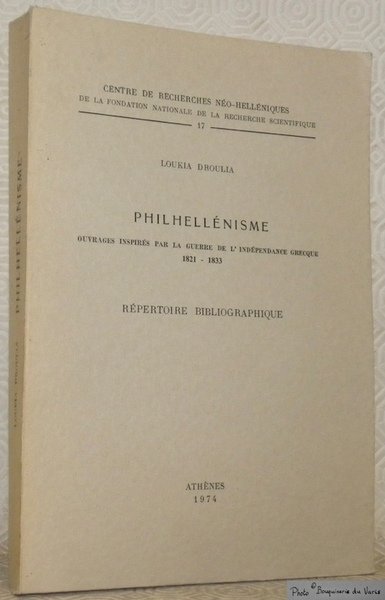 CENTRE DE RECHERCHES NÉO-HELLÉNIQUES
DE LA FONDATION NATIONALE DE LA RECHERCHE SCIENTIFIQUE
17
LOUKIA DROULIA
PHILHELLÉNISME
OUVRAGES INSPIRÉS PAR LA GUERRE DE L'INDÉPENDANCE GRECQUE
1821 - 1833
RÉPERTOIRE BIBLIOGRAPHIQUE
ATHÈNES
1974
LOUKIA DROULIA PHILHELLÉNISME
Photo © Bouquinerie du Varis